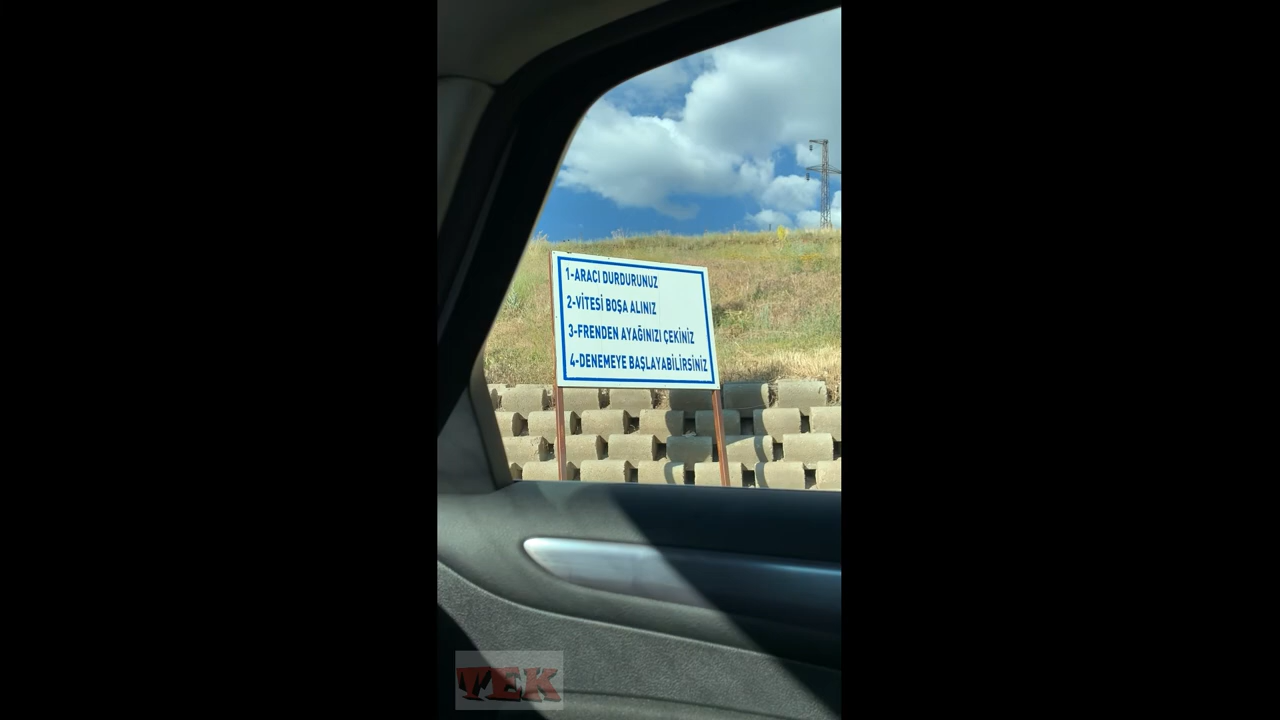 1-ARACI DURDURUNUZ
2-VİTESİ BOŞA ALINIZ
3-FRENDEN AYAĞINIZI ÇEKİNİZ
4-DENEMEYE BAŞLAYABİLİRSİNİZ
TEK